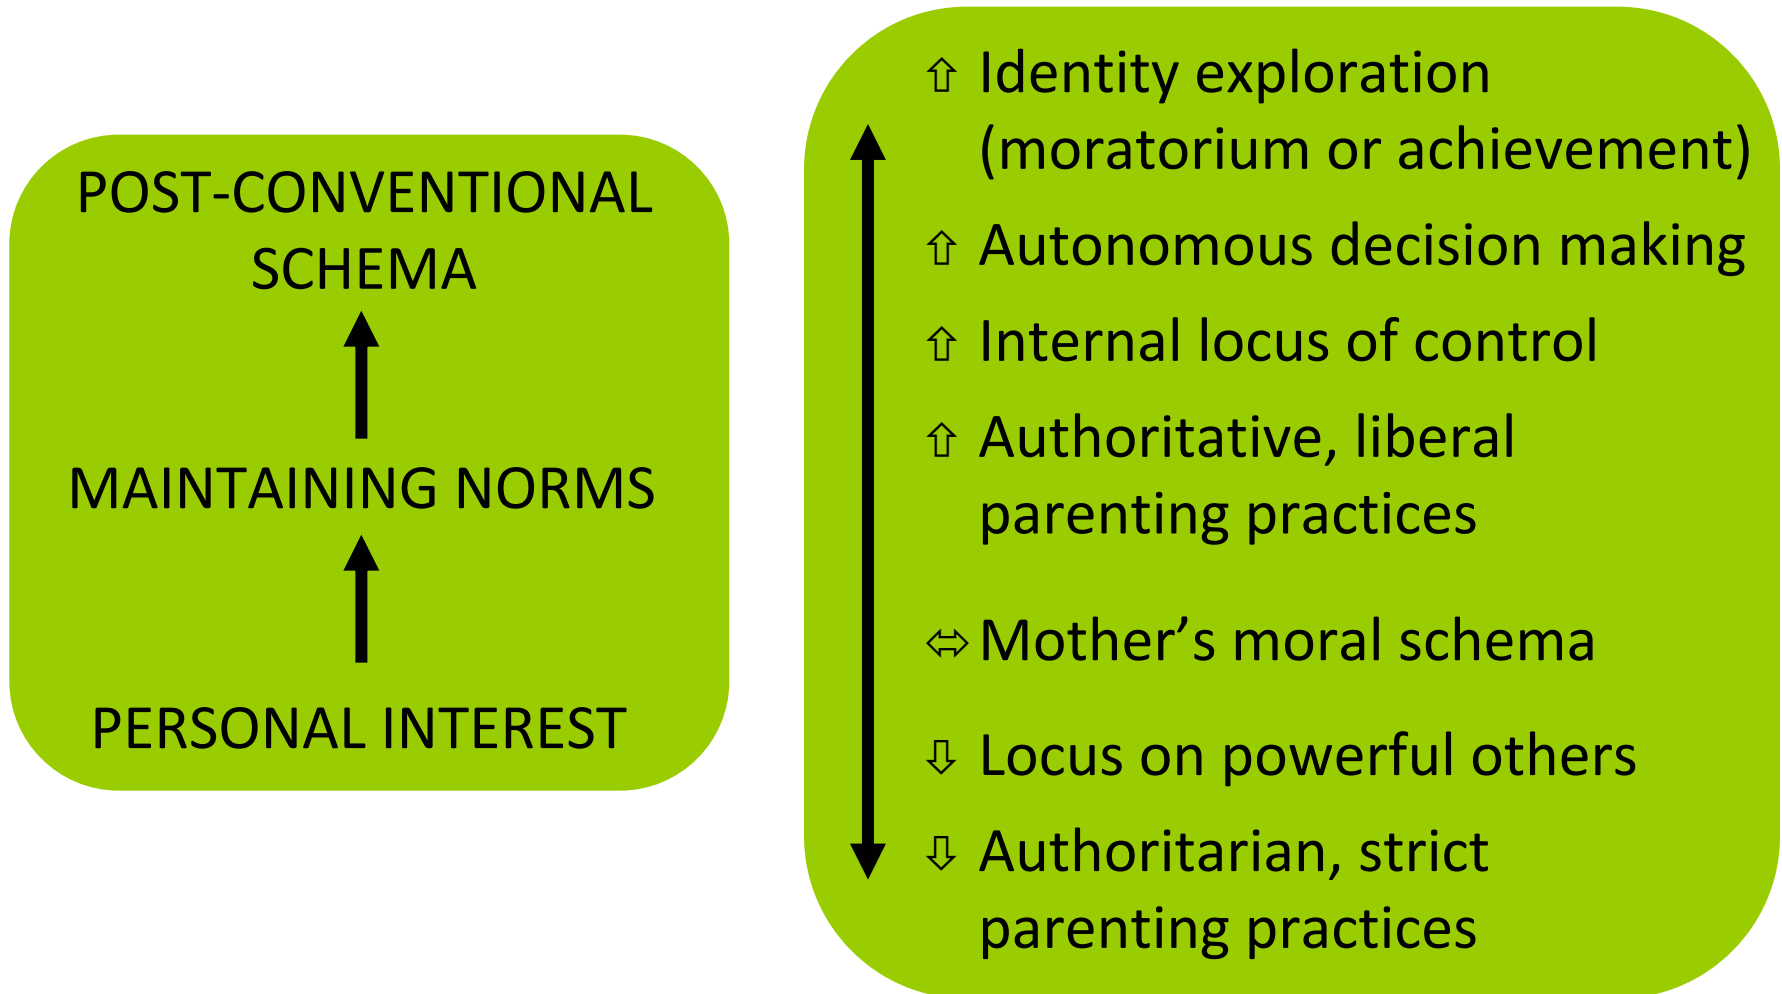 POST-CONVENTIONAL
SCHEMA
MAINTAINING NORMS
PERSONAL INTEREST
⇧ Identity exploration
(moratorium or achievement)
⇧ Autonomous decision making
⇧ Internal locus of control
⇧ Authoritative, liberal
parenting practices
⬄ Mother’s moral schema
⇩ Locus on powerful others
⇩ Authoritarian, strict
parenting practices